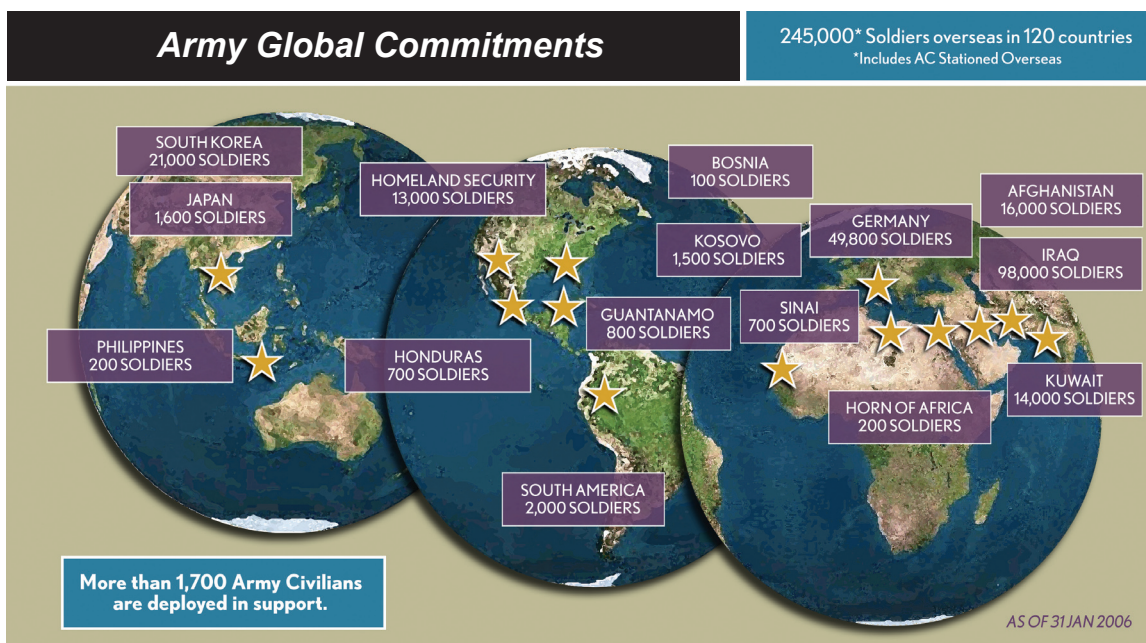 Army Global Commitments
245,000* Soldiers overseas in 120 countries
*Includes AC Stationed Overseas
SOUTH KOREA
21,000 SOLDIERS
JAPAN
1,600 SOLDIERS
PHILIPPINES
200 SOLDIERS
HOMELAND SECURITY
13,000 SOLDIERS
HONDURAS
700 SOLDIERS
GUANTANAMO
800 SOLDIERS
SOUTH AMERICA
2,000 SOLDIERS
BOSNIA
100 SOLDIERS
KOSOVO
1,500 SOLDIERS
GERMANY
49,800 SOLDIERS
SINAI
700 SOLDIERS
AFGHANISTAN
16,000 SOLDIERS
IRAQ
98,000 SOLDIERS
KUWAIT
14,000 SOLDIERS
HORN OF AFRICA
200 SOLDIERS
More than 1,700 Army Civilians
are deployed in support.
AS OF 31 JAN 2006